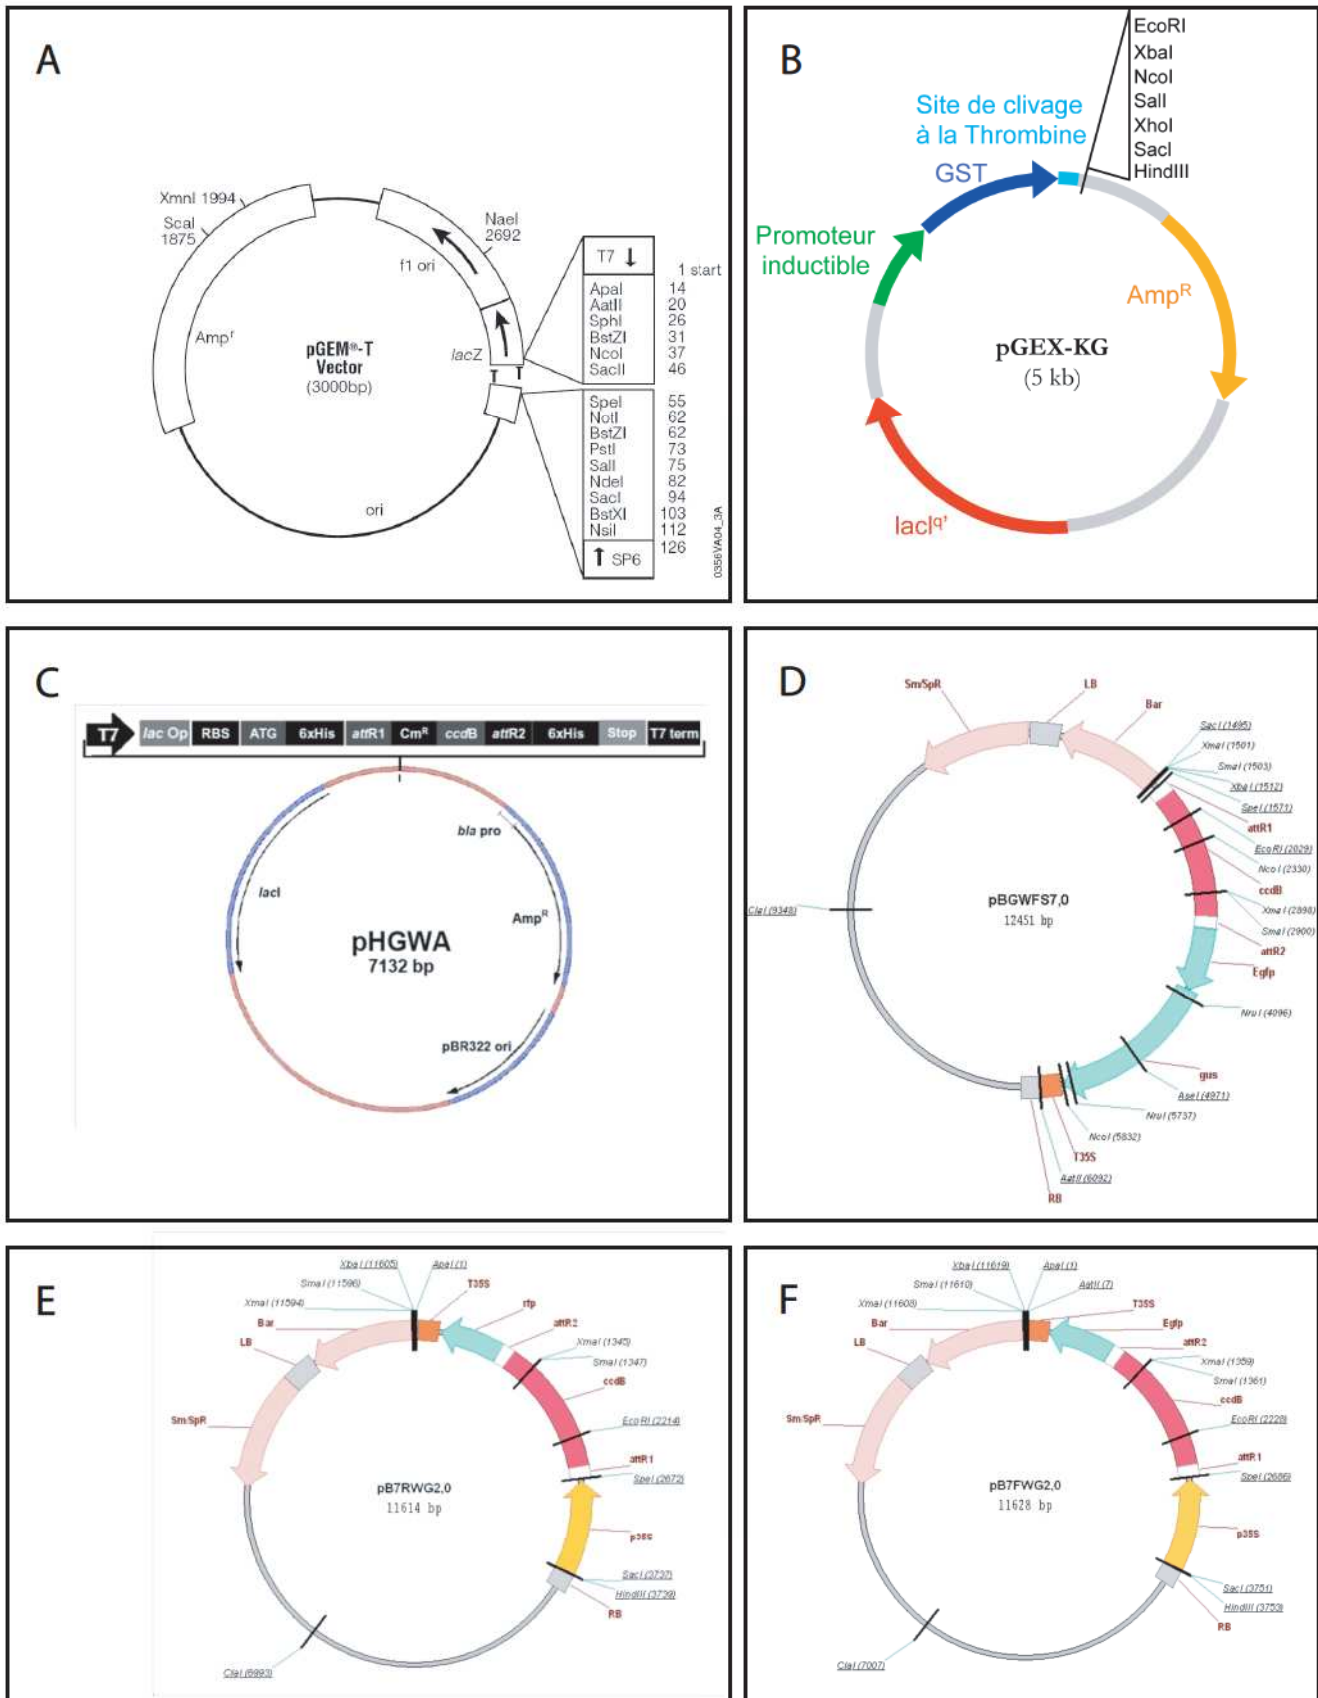 A
XmnI 1994
ScaI
1875
NaeI
2692
f1 ori
Amp^r
pGEM®-T
Vector
(3000bp)
lacZ
T T
ori
T7 ↓
1 start
ApaI 14
AatII 20
SphI 26
BstZI 31
NcoI 37
SacII 46
SpeI 55
NotI 62
BstZI 62
PstI 73
SalI 75
NdeI 82
SacI 94
BstXI 103
NsiI 112
↑ SP6 126
0356VA04_3A
B
EcoRI
XbaI
NcoI
SalI
XhoI
SacI
HindIII
Site de clivage
à la Thrombine
GST
Promoteur
inductible
Amp^R
pGEX-KG
(5 kb)
lacI^q'
C
T7 lac Op RBS ATG 6xHis attR1 Cm^R ccdB attR2 6xHis Stop T7 term
bla pro
lacI
Amp^R
pHGWA
7132 bp
pBR322 ori
D
Sm/SpR
LB
Bar
SacI (1495)
XmaI (1501)
SmaI (1503)
XbaI (1512)
SpeI (1571)
attR1
EcoRI (2029)
NcoI (2330)
ccdB
XmaI (2898)
SmaI (2900)
attR2
Egfp
NruI (4096)
gus
AseI (4971)
NruI (5737)
NcoI (5832)
T35S
AatII (6092)
RB
ClaI (9348)
pBGWFS7,0
12451 bp
E
XbaI (11605)
ApaI (1)
SmaI (11596)
T35S
XmaI (11594)
rfp
Bar
attR2
LB
XmaI (1345)
SmaI (1347)
ccdB
Sm/SpR
EcoRI (2214)
attR1
SpeI (2672)
pB7RWG2,0
11614 bp
p35S
SacI (3737)
HindIII (3739)
RB
ClaI (6993)
F
XbaI (11619)
ApaI (1)
SmaI (11610)
AatII (7)
XmaI (11608)
T35S
Bar
Egfp
attR2
LB
XmaI (1359)
SmaI (1361)
ccdB
Sm/SpR
EcoRI (2228)
attR1
SpeI (2686)
pB7FWG2,0
11628 bp
p35S
SacI (3751)
HindIII (3753)
RB
ClaI (7007)